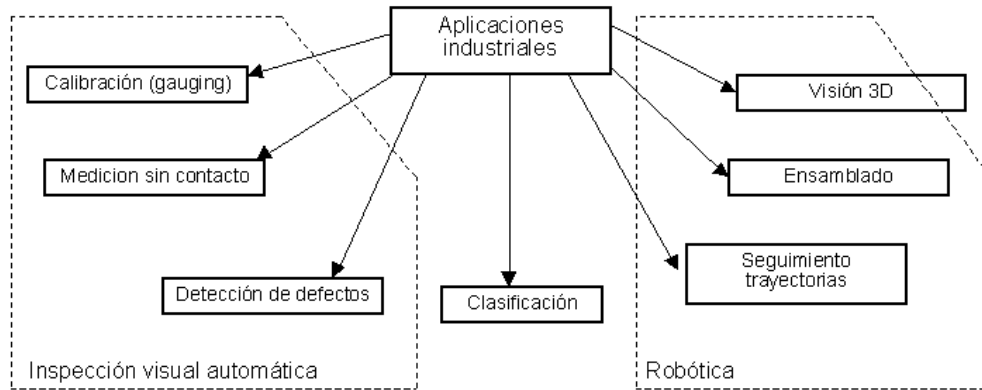 Aplicaciones
industriales
Calibración (gauging)
Visión 3D
Medicion sin contacto
Ensamblado
Seguimiento
trayectorias
Detección de defectos
Clasificación
Inspección visual automática
Robótica